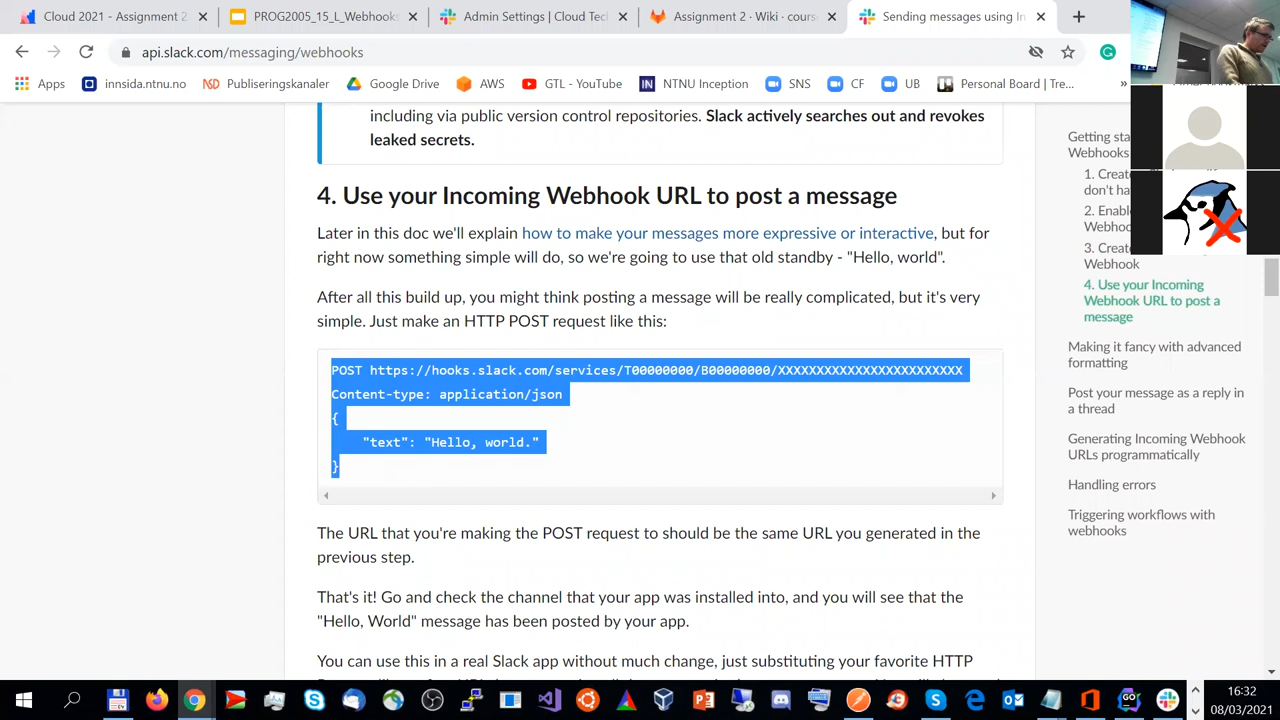 Cloud 2021 - Assignment 2
PROG2005_15_L_Webhooks
Admin Settings | Cloud Tec
Assignment 2 · Wiki · cours
Sending messages using In
api.slack.com/messaging/webhooks
Apps
innsida.ntnu.no
Publiseringskanaler
Google Drive
AWS
GTL - YouTube
NTNU Inception
SNS
CF
UB
Personal Board | Tre...
»
including via public version control repositories. Slack actively searches out and revokes
leaked secrets.
4. Use your Incoming Webhook URL to post a message
Later in this doc we'll explain how to make your messages more expressive or interactive, but for
right now something simple will do, so we're going to use that old standby - "Hello, world".
After all this build up, you might think posting a message will be really complicated, but it's very
simple. Just make an HTTP POST request like this:
POST https://hooks.slack.com/services/T00000000/B00000000/XXXXXXXXXXXXXXXXXXXXXXXX
Content-type: application/json
{
"text": "Hello, world."
}
The URL that you're making the POST request to should be the same URL you generated in the
previous step.
That's it! Go and check the channel that your app was installed into, and you will see that the
"Hello, World" message has been posted by your app.
You can use this in a real Slack app without much change, just substituting your favorite HTTP
Getting sta
Webhooks
1. Create
don't ha
2. Enab
Webhoo
3. Create
Webhook
4. Use your Incoming
Webhook URL to post a
message
Making it fancy with advanced
formatting
Post your message as a reply in
a thread
Generating Incoming Webhook
URLs programmatically
Handling errors
Triggering workflows with
webhooks
16:32
08/03/2021